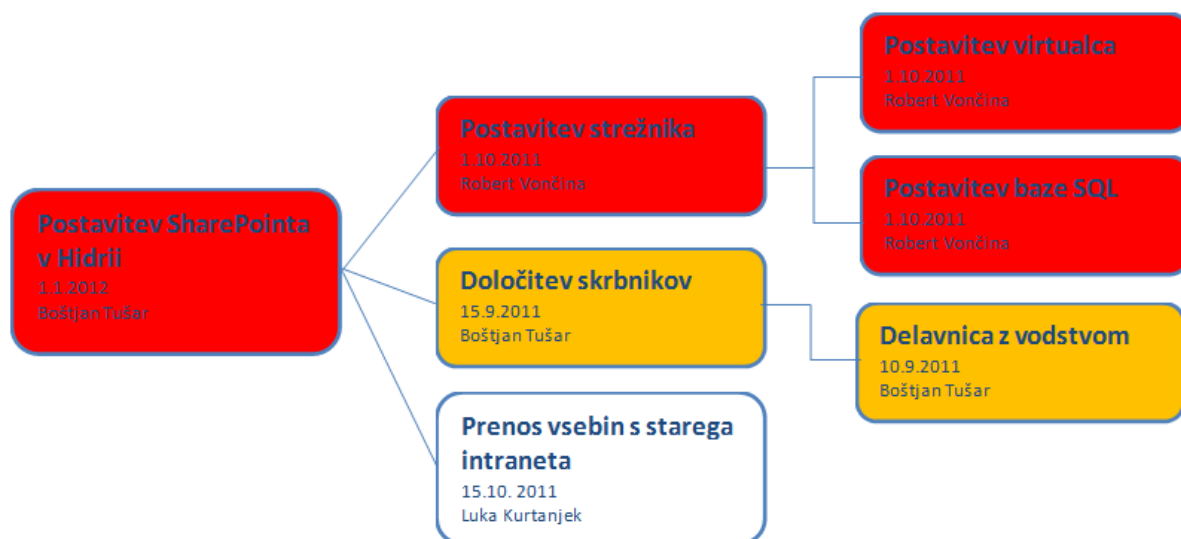 Postavitev SharePointa
v Hidrii
1.1.2012
Boštjan Tušar
Postavitev strežnika
1.10.2011
Robert Vončina
Določitev skrbnikov
15.9.2011
Boštjan Tušar
Prenos vsebin s starega
intraneta
15.10. 2011
Luka Kurtanjek
Postavitev virtualca
1.10.2011
Robert Vončina
Postavitev baze SQL
1.10.2011
Robert Vončina
Delavnica z vodstvom
10.9.2011
Boštjan Tušar